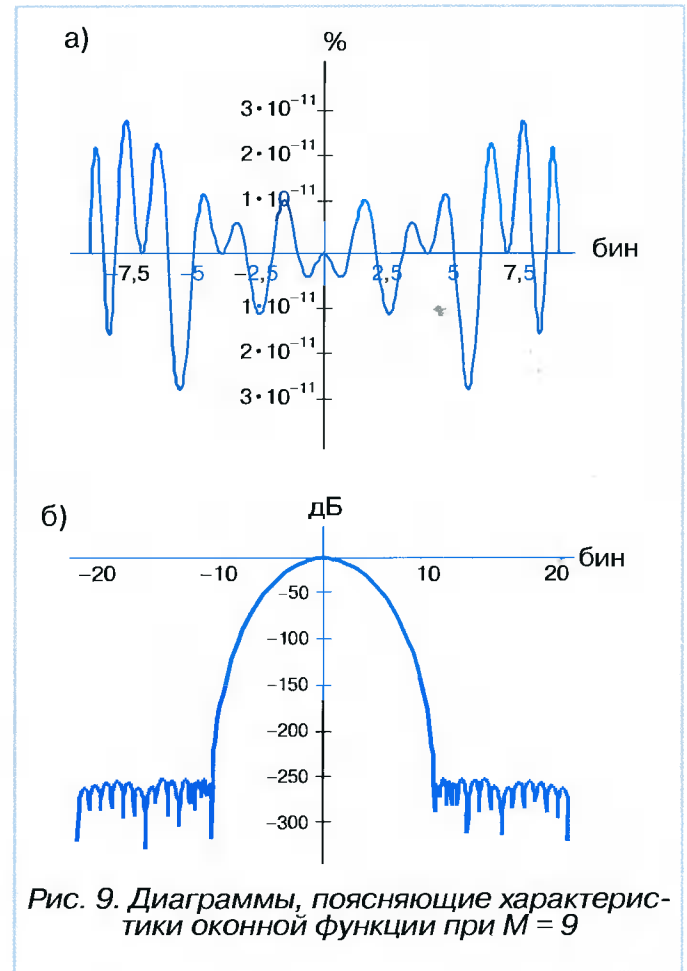 а)
%
3·10⁻¹¹
2·10⁻¹¹
1·10⁻¹¹
бин
–7,5 –5 –2,5 2,5 5 7,5
1·10⁻¹¹
2·10⁻¹¹
3·10⁻¹¹
б)
дБ
бин
–20 –10 10 20
–50
–100
–150
–200
–250
–300
Рис. 9. Диаграммы, поясняющие характерис-
тики оконной функции при М = 9